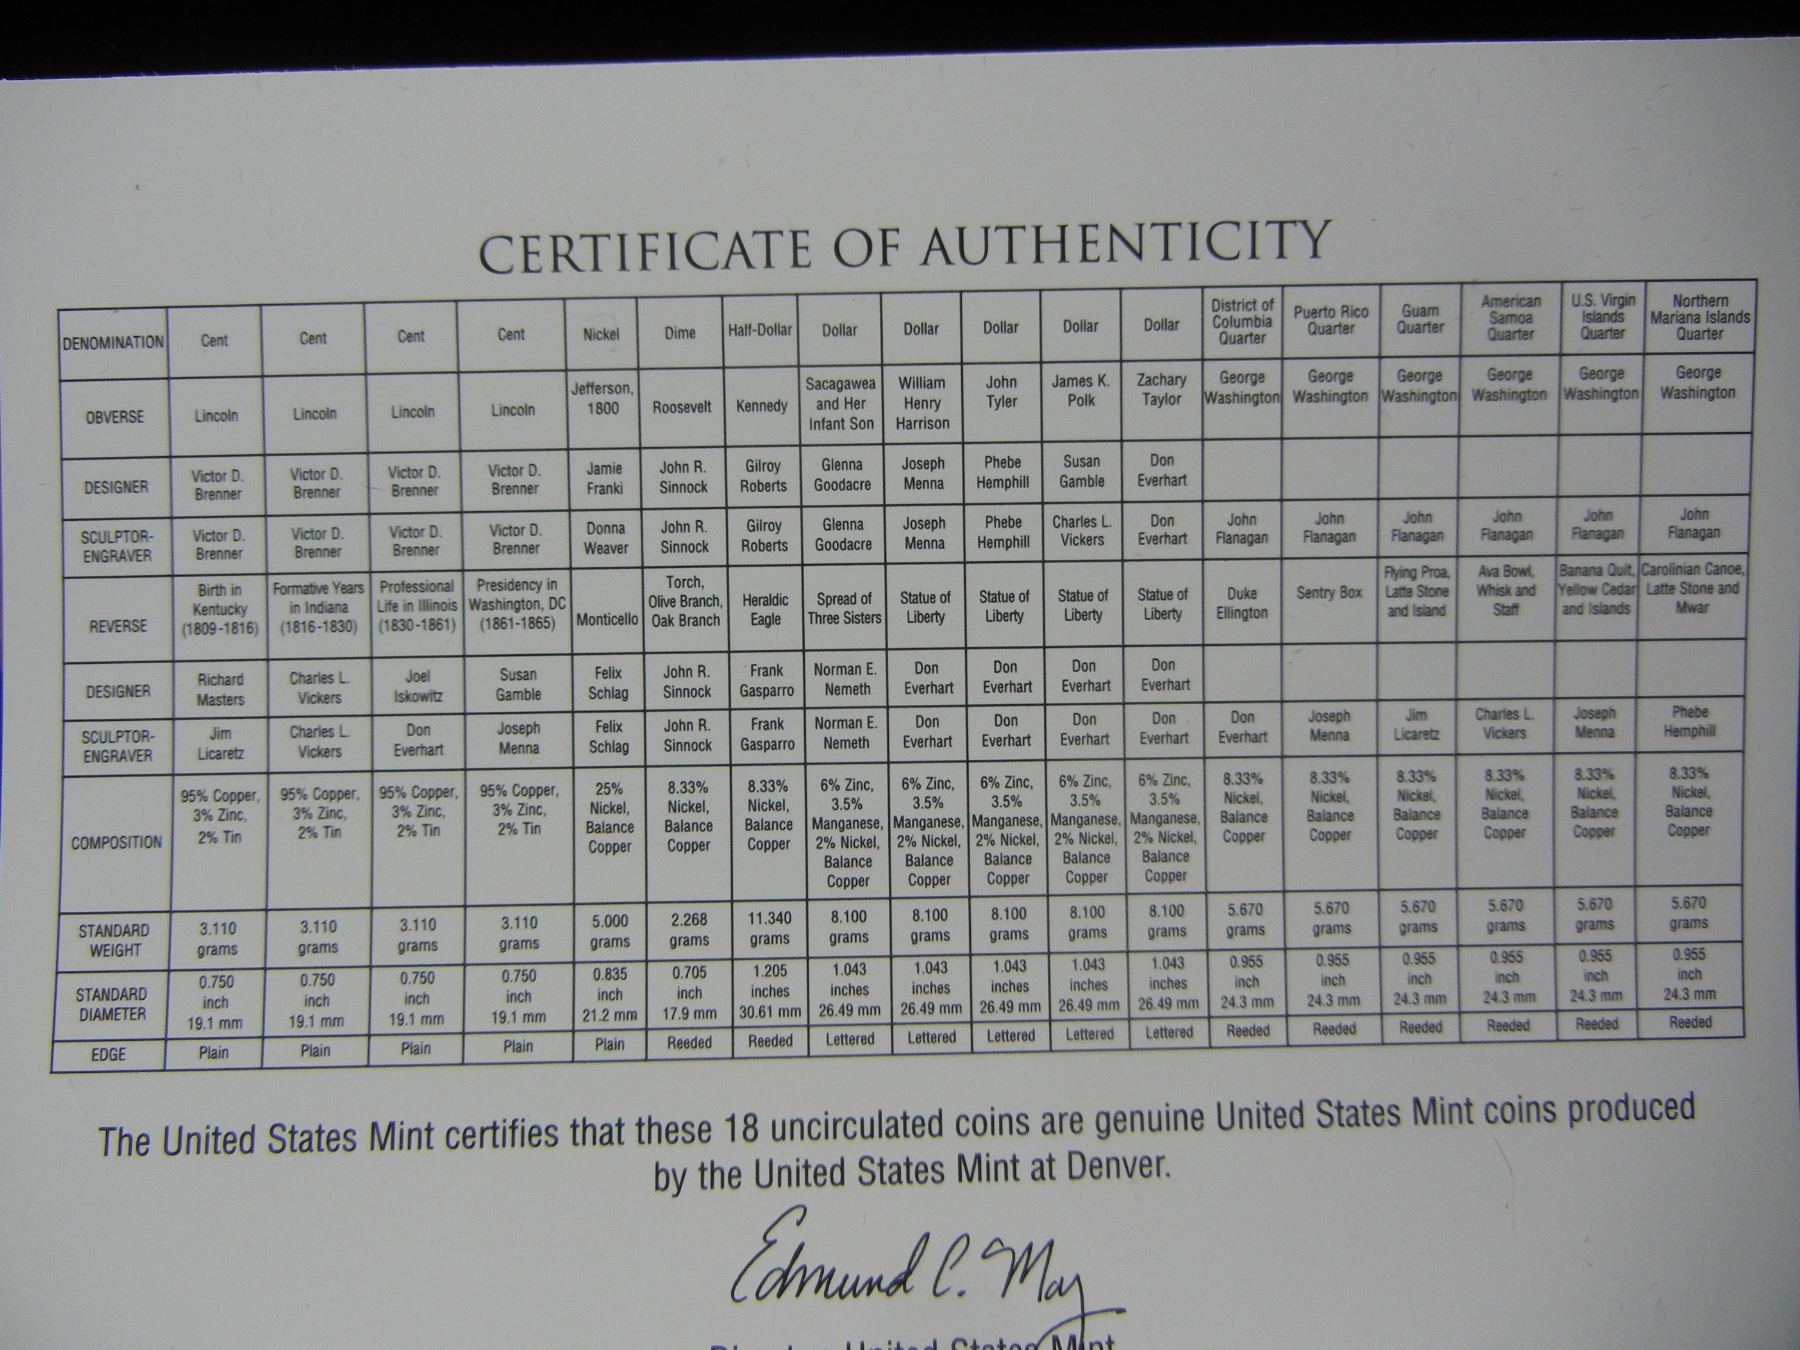 CERTIFICATE OF AUTHENTICITY
DENOMINATION Cent Cent Cent Cent Nickel Dime Half-Dollar Dollar Dollar Dollar Dollar Dollar District of Columbia Quarter Puerto Rico Quarter Guam Quarter American Samoa Quarter U.S. Virgin Islands Quarter Northern Mariana Islands Quarter
OBVERSE Lincoln Lincoln Lincoln Lincoln Jefferson, 1800 Roosevelt Kennedy Sacagawea and Her Infant Son William Henry Harrison John Tyler James K. Polk Zachary Taylor George Washington George Washington George Washington George Washington George Washington George Washington
DESIGNER Victor D. Brenner Victor D. Brenner Victor D. Brenner Victor D. Brenner Jamie Franki John R. Sinnock Gilroy Roberts Glenna Goodacre Joseph Menna Phebe Hemphill Susan Gamble Don Everhart
SCULPTOR-ENGRAVER Victor D. Brenner Victor D. Brenner Victor D. Brenner Victor D. Brenner Donna Weaver John R. Sinnock Gilroy Roberts Glenna Goodacre Joseph Menna Phebe Hemphill Charles L. Vickers Don Everhart John Flanagan John Flanagan John Flanagan John Flanagan John Flanagan John Flanagan
REVERSE Birth in Kentucky (1809-1816) Formative Years in Indiana (1816-1830) Professional Life in Illinois (1830-1861) Presidency in Washington, DC (1861-1865) Monticello Torch, Olive Branch, Oak Branch Heraldic Eagle Spread of Three Sisters Statue of Liberty Statue of Liberty Statue of Liberty Statue of Liberty Duke Ellington Sentry Box Flying Proa, Latte Stone and Island Ava Bowl, Whisk and Staff Banana Quit, Yellow Cedar and Islands Carolinian Canoe, Latte Stone and Mwar
DESIGNER Richard Masters Charles L. Vickers Joel Iskowitz Susan Gamble Felix Schlag John R. Sinnock Frank Gasparro Norman E. Nemeth Don Everhart Don Everhart Don Everhart Don Everhart
SCULPTOR-ENGRAVER Jim Licaretz Charles L. Vickers Don Everhart Joseph Menna Felix Schlag John R. Sinnock Frank Gasparro Norman E. Nemeth Don Everhart Don Everhart Don Everhart Don Everhart Don Everhart Joseph Menna Jim Licaretz Charles L. Vickers Joseph Menna Phebe Hemphill
COMPOSITION 95% Copper, 3% Zinc, 2% Tin 95% Copper, 3% Zinc, 2% Tin 95% Copper, 3% Zinc, 2% Tin 95% Copper, 3% Zinc, 2% Tin 25% Nickel, Balance Copper 8.33% Nickel, Balance Copper 8.33% Nickel, Balance Copper 6% Zinc, 3.5% Manganese, 2% Nickel, Balance Copper 6% Zinc, 3.5% Manganese, 2% Nickel, Balance Copper 6% Zinc, 3.5% Manganese, 2% Nickel, Balance Copper 6% Zinc, 3.5% Manganese, 2% Nickel, Balance Copper 6% Zinc, 3.5% Manganese, 2% Nickel, Balance Copper 8.33% Nickel, Balance Copper 8.33% Nickel, Balance Copper 8.33% Nickel, Balance Copper 8.33% Nickel, Balance Copper 8.33% Nickel, Balance Copper 8.33% Nickel, Balance Copper
STANDARD WEIGHT 3.110 grams 3.110 grams 3.110 grams 3.110 grams 5.000 grams 2.268 grams 11.340 grams 8.100 grams 8.100 grams 8.100 grams 8.100 grams 8.100 grams 5.670 grams 5.670 grams 5.670 grams 5.670 grams 5.670 grams 5.670 grams
STANDARD DIAMETER 0.750 inch 19.1 mm 0.750 inch 19.1 mm 0.750 inch 19.1 mm 0.750 inch 19.1 mm 0.835 inch 21.2 mm 0.705 inch 17.9 mm 1.205 inches 30.61 mm 1.043 inches 26.49 mm 1.043 inches 26.49 mm 1.043 inches 26.49 mm 1.043 inches 26.49 mm 1.043 inches 26.49 mm 0.955 inch 24.3 mm 0.955 inch 24.3 mm 0.955 inch 24.3 mm 0.955 inch 24.3 mm 0.955 inch 24.3 mm 0.955 inch 24.3 mm
EDGE Plain Plain Plain Plain Plain Reeded Reeded Lettered Lettered Lettered Lettered Lettered Reeded Reeded Reeded Reeded Reeded Reeded
The United States Mint certifies that these 18 uncirculated coins are genuine United States Mint coins produced
by the United States Mint at Denver.
Edmund C. Moy
United States Mint